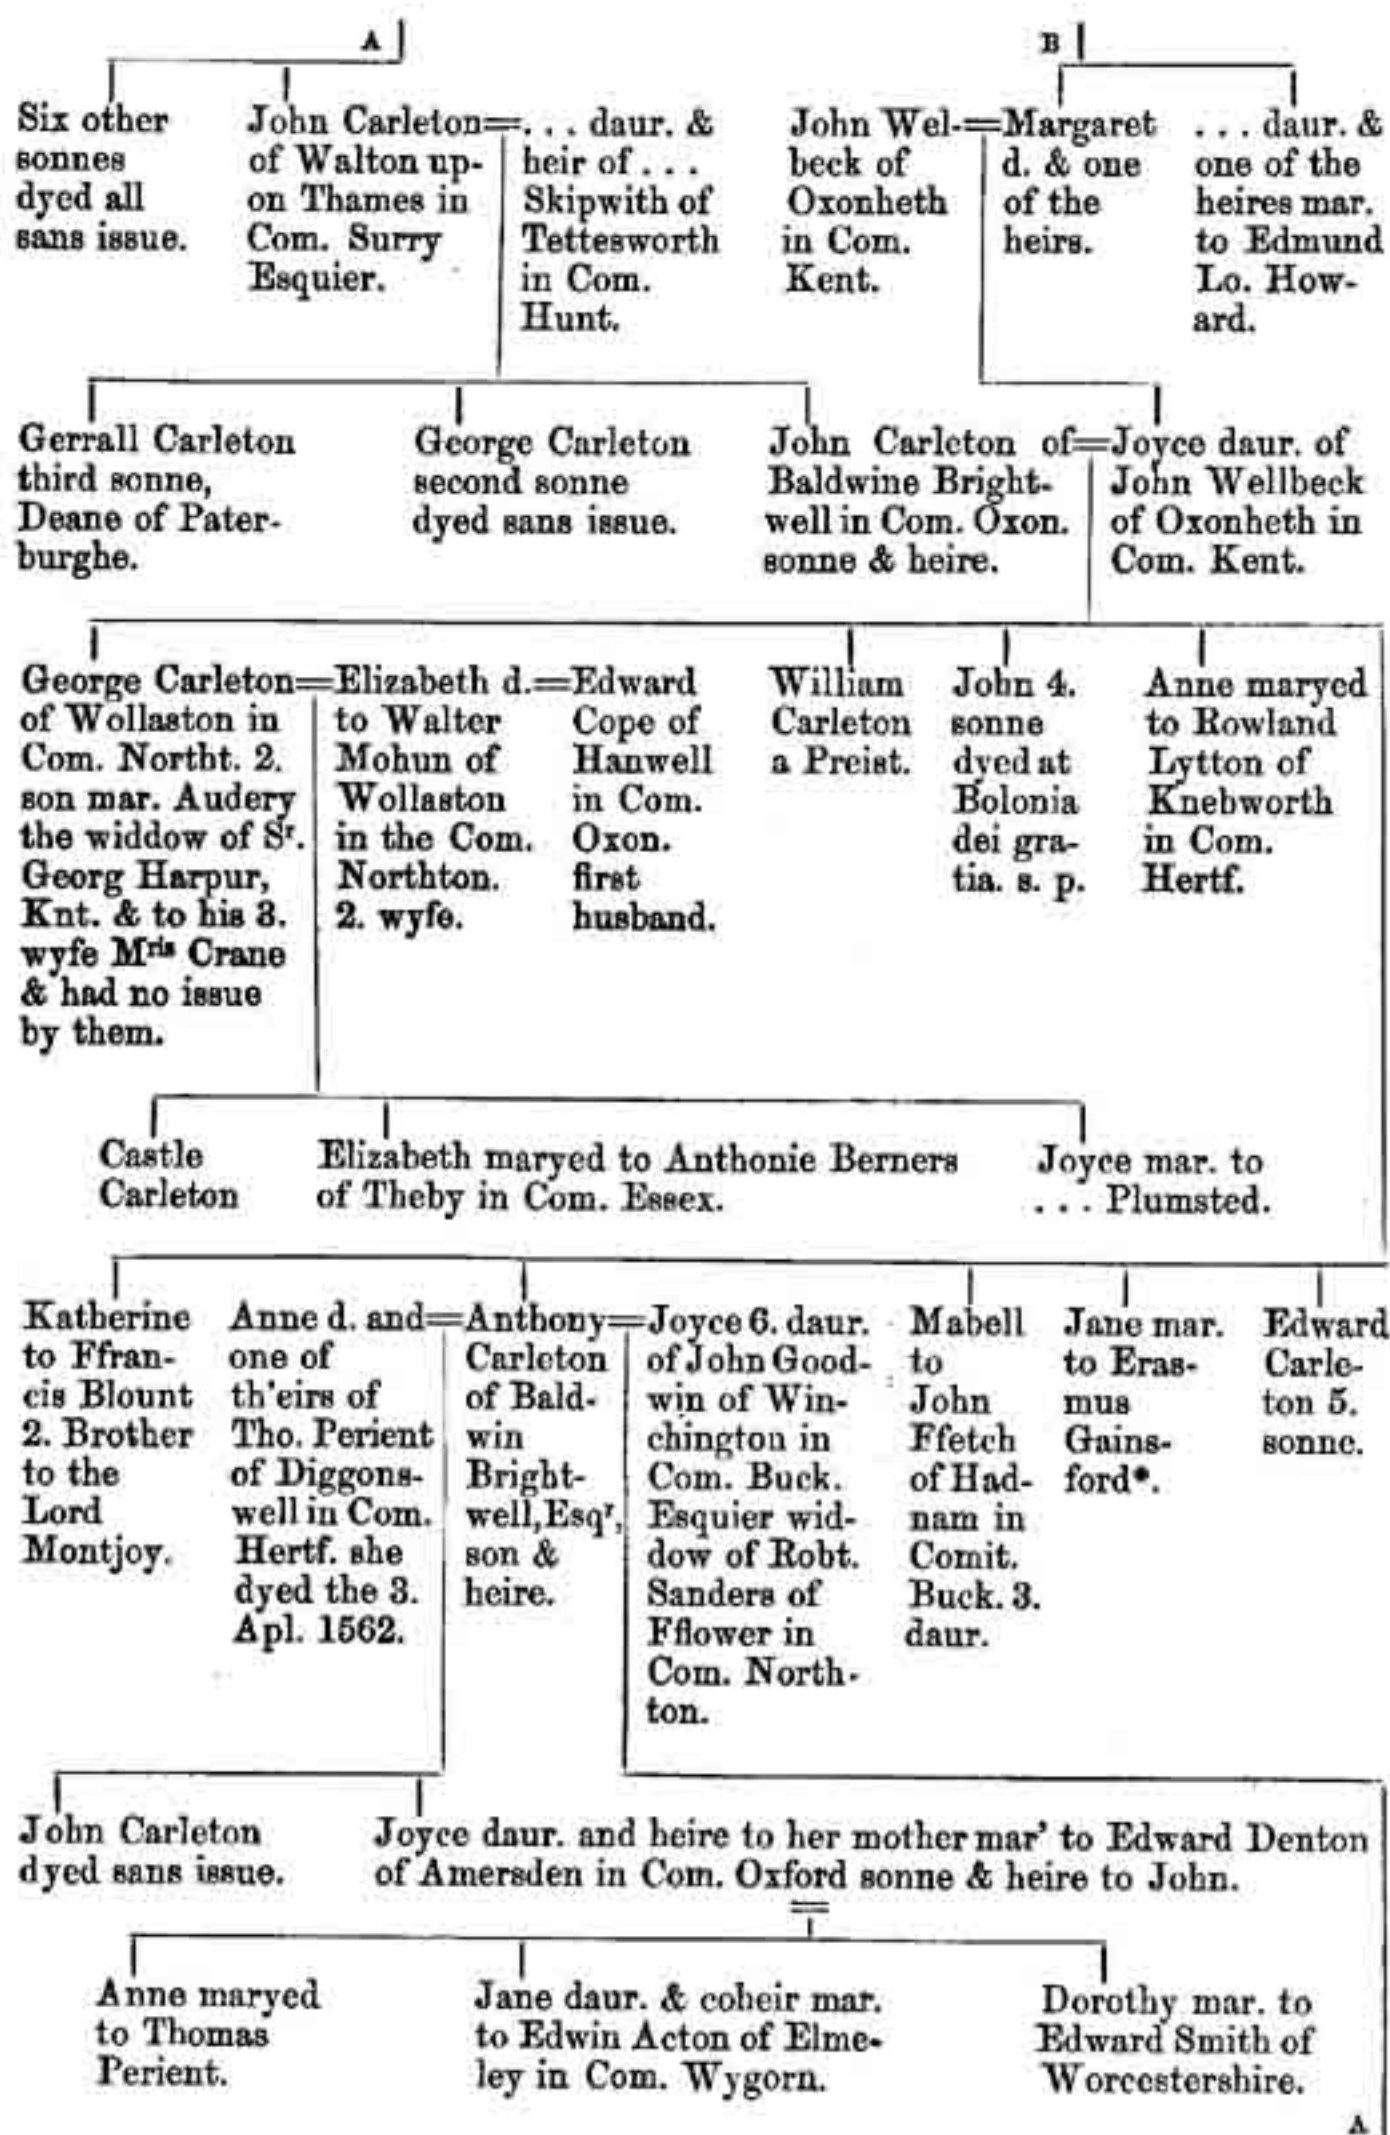 A
B
Six other
sonnes
dyed all
sans issue.
John Carleton=
of Walton up-
on Thames in
Com. Surry
Esquier.
. . . daur. &
heir of . . .
Skipwith of
Tettesworth
in Com.
Hunt.
John Wel-=
beck of
Oxonheth
in Com.
Kent.
Margaret
d. & one
of the
heirs.
. . . daur. &
one of the
heires mar.
to Edmund
Lo. How-
ard.
Gerrall Carleton
third sonne,
Deane of Pater-
burghe.
George Carleton
second sonne
dyed sans issue.
John Carleton of=
Baldwine Bright-
well in Com. Oxon.
sonne & heire.
Joyce daur. of
John Wellbeck
of Oxonheth in
Com. Kent.
George Carleton=
of Wollaston in
Com. Northt. 2.
son mar. Audery
the widdow of Sr.
Georg Harpur,
Knt. & to his 3.
wyfe Mris Crane
& had no issue
by them.
Elizabeth d.=
to Walter
Mohun of
Wollaston
in the Com.
Northton.
2. wyfe.
Edward
Cope of
Hanwell
in Com.
Oxon.
first
husband.
William
Carleton
a Preist.
John 4.
sonne
dyed at
Bolonia
dei gra-
tia. s. p.
Anne maryed
to Rowland
Lytton of
Knebworth
in Com.
Hertf.
Castle
Carleton
Elizabeth maryed to Anthonie Berners
of Theby in Com. Essex.
Joyce mar. to
. . . Plumsted.
Katherine
to Ffran-
cis Blount
2. Brother
to the
Lord
Montjoy.
Anne d. and=
one of
th'eirs of
Tho. Perient
of Diggons-
well in Com.
Hertf. she
dyed the 3.
Apl. 1562.
Anthony=
Carleton
of Bald-
win
Bright-
well, Esqr,
son &
heire.
Joyce 6. daur.
of John Good-
win of Win-
chington in
Com. Buck.
Esquier wid-
dow of Robt.
Sanders of
Fflower in
Com. North-
ton.
Mabell
to
John
Ffetch
of Had-
nam in
Comit.
Buck. 3.
daur.
Jane mar.
to Eras-
mus
Gains-
ford*.
Edward
Carle-
ton 5.
sonne.
John Carleton
dyed sans issue.
Joyce daur. and heire to her mother mar' to Edward Denton
of Amersden in Com. Oxford sonne & heire to John.
=
Anne maryed
to Thomas
Perient.
Jane daur. & coheir mar.
to Edwin Acton of Elme-
ley in Com. Wygorn.
Dorothy mar. to
Edward Smith of
Worcestershire.
A